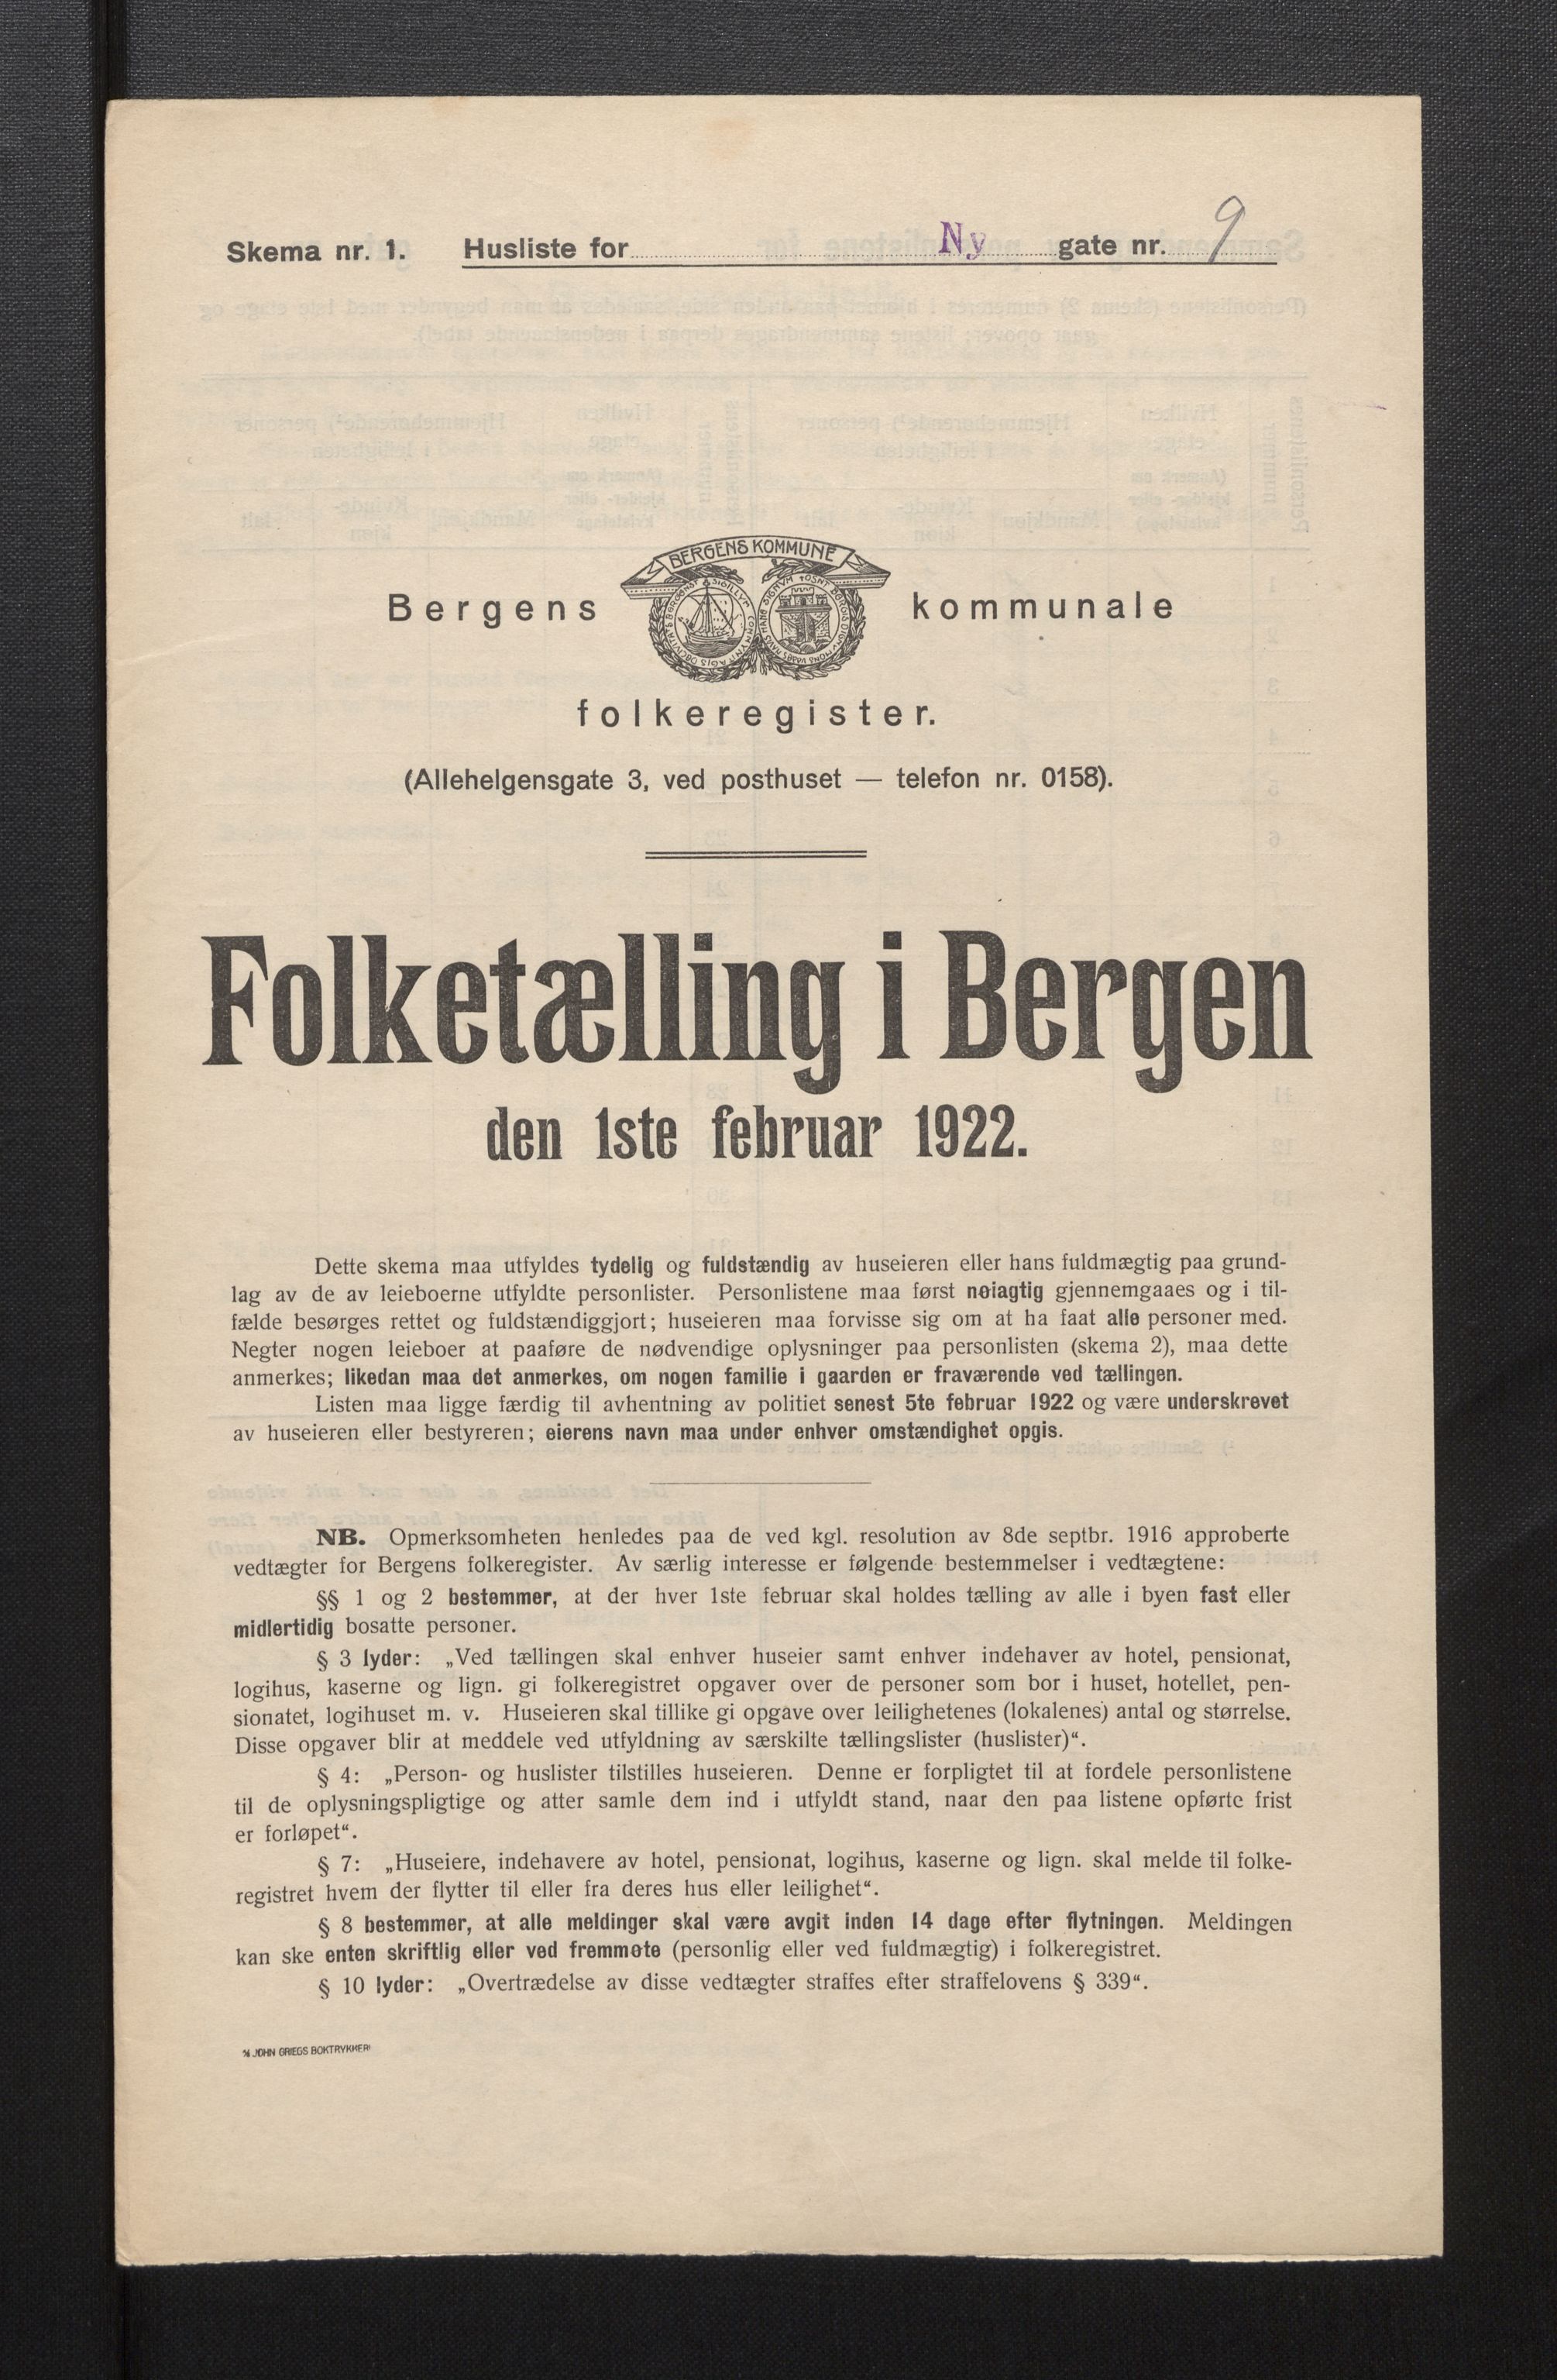 Skema nr. 1. Husliste for Ny gate nr. 9
BERGENS KOMMUNE
Bergens kommunale
folkeregister.
(Allehelgensgate 3, ved posthuset — telefon nr. 0158).
Folketælling i Bergen
den 1ste februar 1922.
Dette skema maa utfyldes tydelig og fuldstændig av huseieren eller hans fuldmægtig paa grund-
lag av de av leieboerne utfyldte personlister. Personlistene maa først nøiagtig gjennemgaaes og i til-
fælde besørges rettet og fuldstændiggjort; huseieren maa forvisse sig om at ha faat alle personer med.
Negter nogen leieboer at paaføre de nødvendige oplysninger paa personlisten (skema 2), maa dette
anmerkes; likedan maa det anmerkes, om nogen familie i gaarden er fraværende ved tællingen.
Listen maa ligge færdig til avhentning av politiet senest 5te februar 1922 og være underskrevet
av huseieren eller bestyreren; eierens navn maa under enhver omstændighet opgis.
NB. Opmerksomheten henledes paa de ved kgl. resolution av 8de septbr. 1916 approberte
vedtægter for Bergens folkeregister. Av særlig interesse er følgende bestemmelser i vedtægtene:
§§ 1 og 2 bestemmer, at der hver 1ste februar skal holdes tælling av alle i byen fast eller
midlertidig bosatte personer.
§ 3 lyder: „Ved tællingen skal enhver huseier samt enhver indehaver av hotel, pensionat,
logihus, kaserne og lign. gi folkeregistret opgaver over de personer som bor i huset, hotellet, pen-
sionatet, logihuset m. v. Huseieren skal tillike gi opgave over leilighetenes (lokalenes) antal og størrelse.
Disse opgaver blir at meddele ved utfyldning av særskilte tællingslister (huslister)“.
§ 4: „Person- og huslister tilstilles huseieren. Denne er forpligtet til at fordele personlistene
til de oplysningspligtige og atter samle dem ind i utfyldt stand, naar den paa listene opførte frist
er forløpet“.
§ 7: „Huseiere, indehavere av hotel, pensionat, logihus, kaserne og lign. skal melde til folke-
registret hvem der flytter til eller fra deres hus eller leilighet“.
§ 8 bestemmer, at alle meldinger skal være avgit inden 14 dage efter flytningen. Meldingen
kan ske enten skriftlig eller ved fremmøte (personlig eller ved fuldmægtig) i folkeregistret.
§ 10 lyder: „Overtrædelse av disse vedtægter straffes efter straffelovens § 339“.
JOHN GRIEGS BOKTRYKKERI